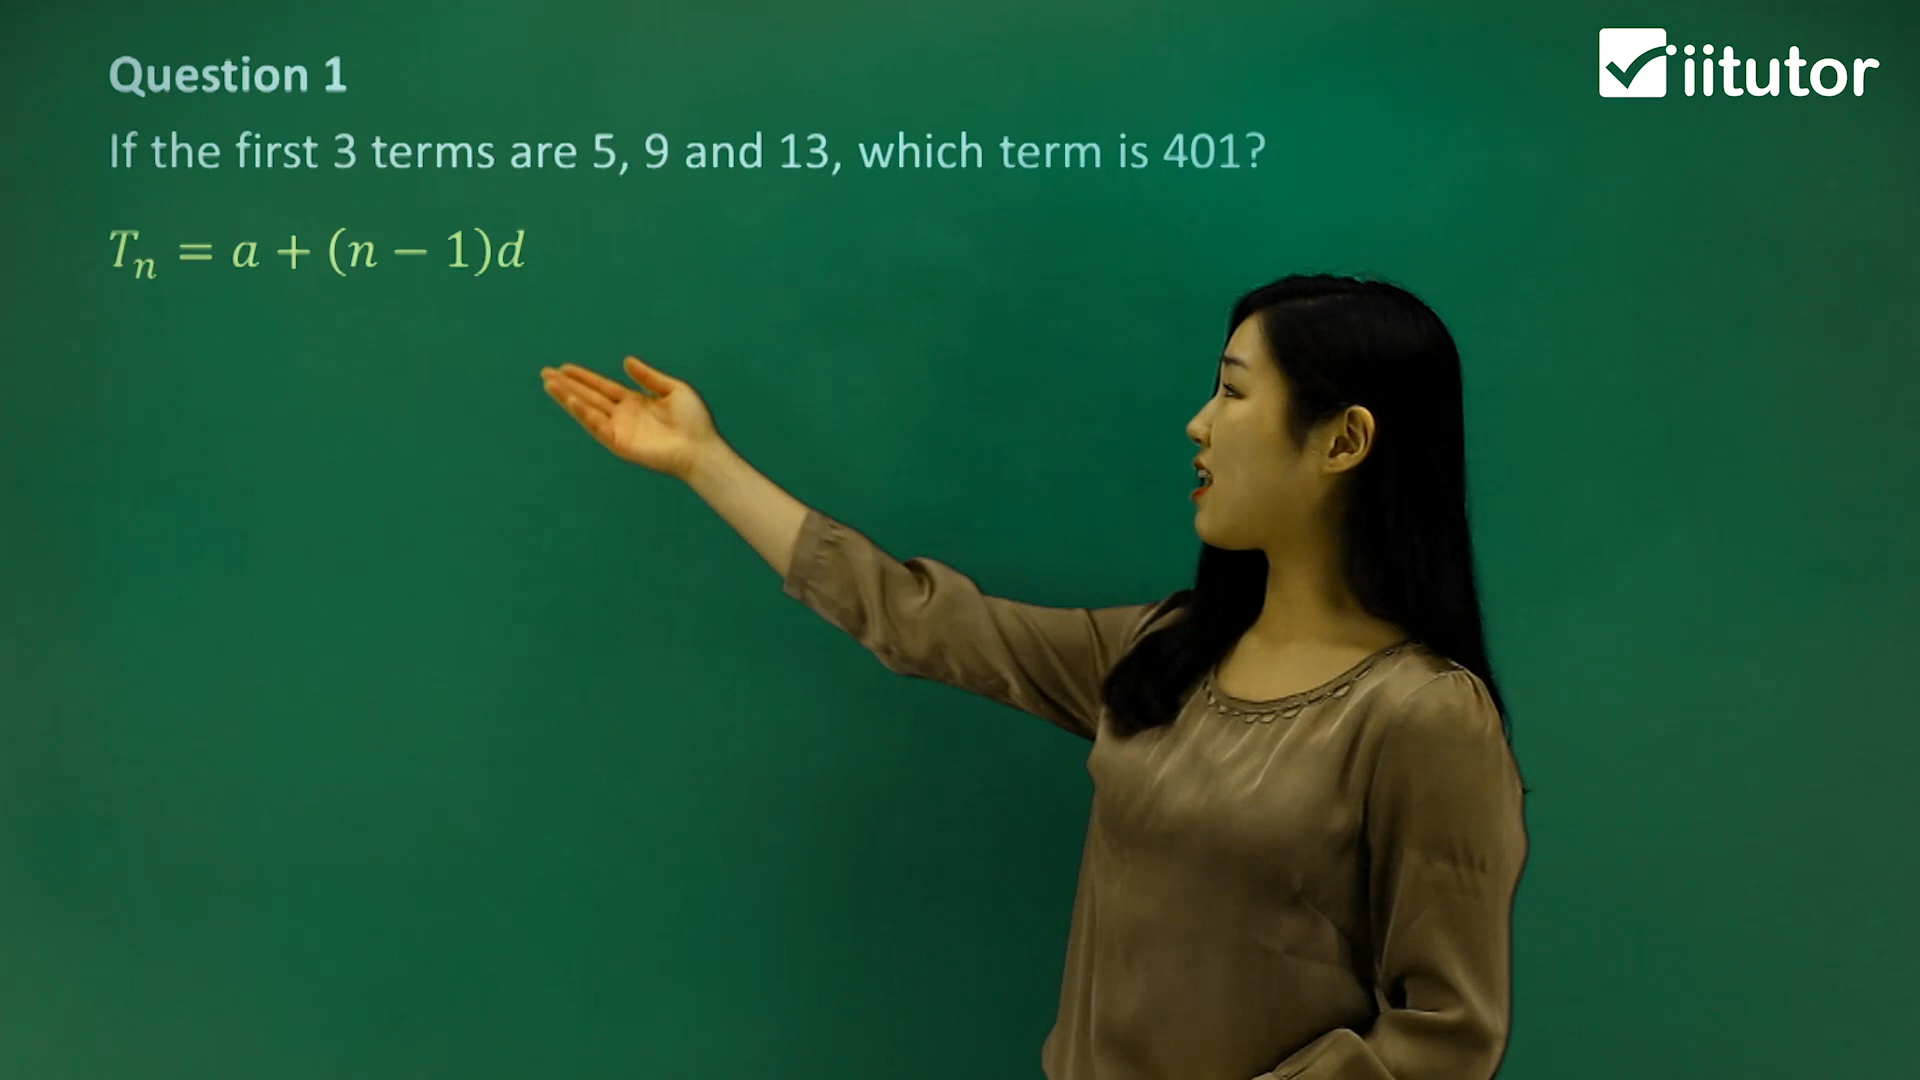 Question 1
iitutor
If the first 3 terms are 5, 9 and 13, which term is 401?
Tₙ = a + (n − 1)d